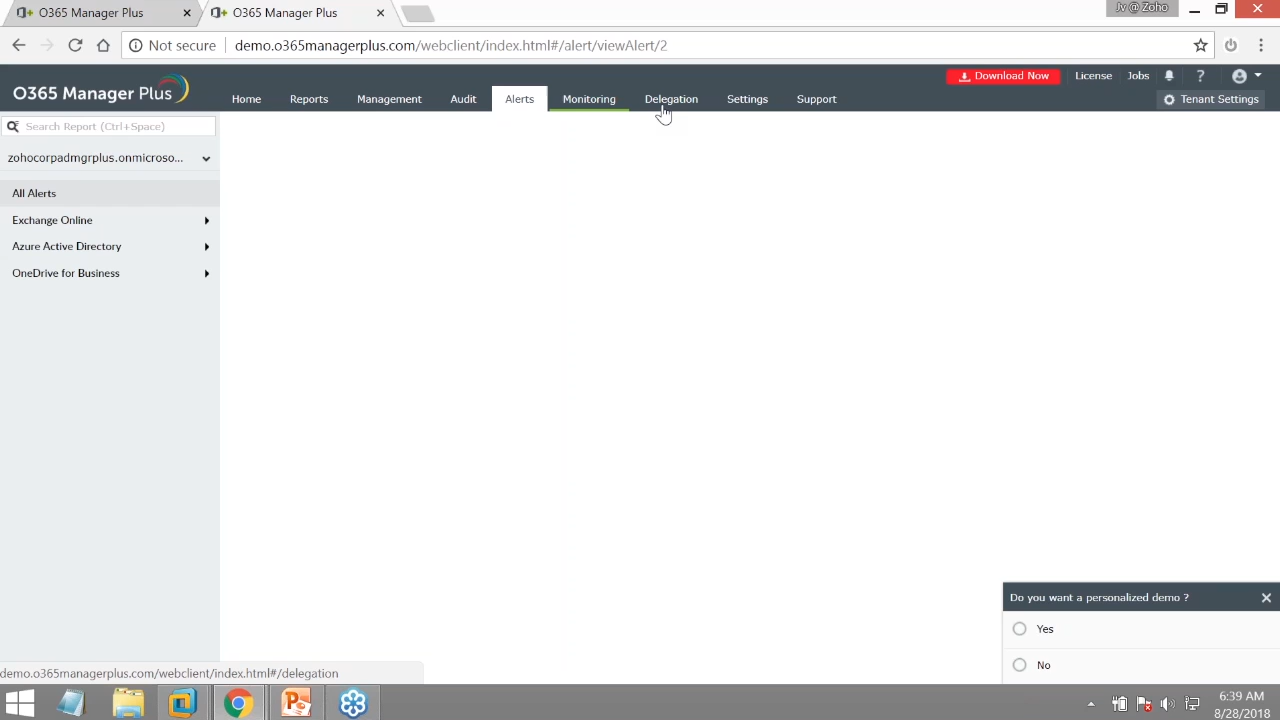 O365 Manager Plus
O365 Manager Plus
Jv @ Zoho
Not secure demo.o365managerplus.com/webclient/index.html#/alert/viewAlert/2
O365 Manager Plus
Download Now License Jobs ?
Home Reports Management Audit Alerts Monitoring Delegation Settings Support Tenant Settings
Search Report (Ctrl+Space)
zohocorpadmgrplus.onmicroso...
All Alerts
Exchange Online
Azure Active Directory
OneDrive for Business
Do you want a personalized demo ?
Yes
No
demo.o365managerplus.com/webclient/index.html#/delegation
6:39 AM
8/28/2018